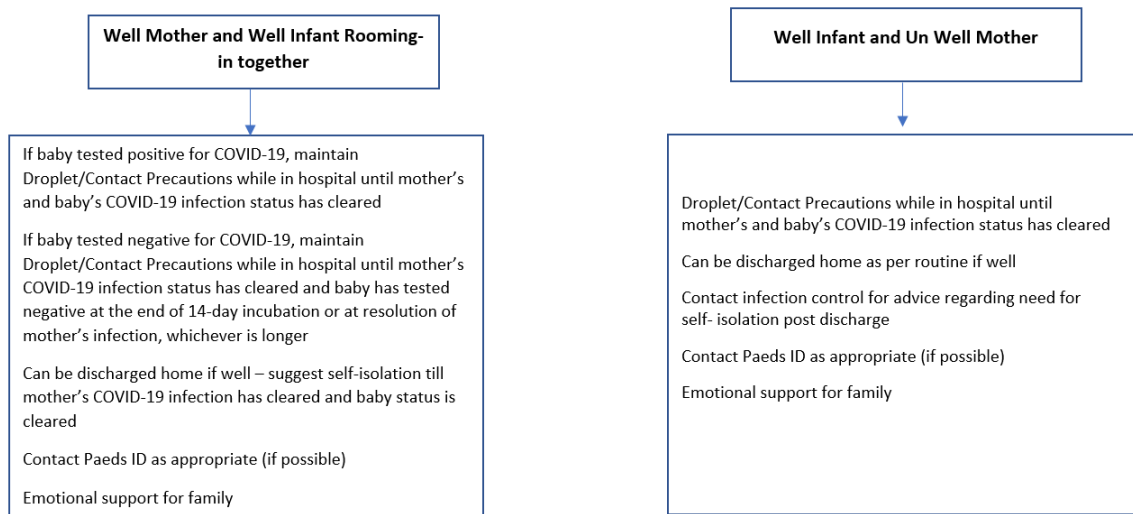 Well Mother and Well Infant Rooming-
in together
If baby tested positive for COVID-19, maintain
Droplet/Contact Precautions while in hospital until mother's
and baby's COVID-19 infection status has cleared
If baby tested negative for COVID-19, maintain
Droplet/Contact Precautions while in hospital until mother's
COVID-19 infection status has cleared and baby has tested
negative at the end of 14-day incubation or at resolution of
mother's infection, whichever is longer
Can be discharged home if well – suggest self-isolation till
mother's COVID-19 infection has cleared and baby status is
cleared
Contact Paeds ID as appropriate (if possible)
Emotional support for family
Well Infant and Un Well Mother
Droplet/Contact Precautions while in hospital until
mother's and baby's COVID-19 infection status has cleared
Can be discharged home as per routine if well
Contact infection control for advice regarding need for
self- isolation post discharge
Contact Paeds ID as appropriate (if possible)
Emotional support for family